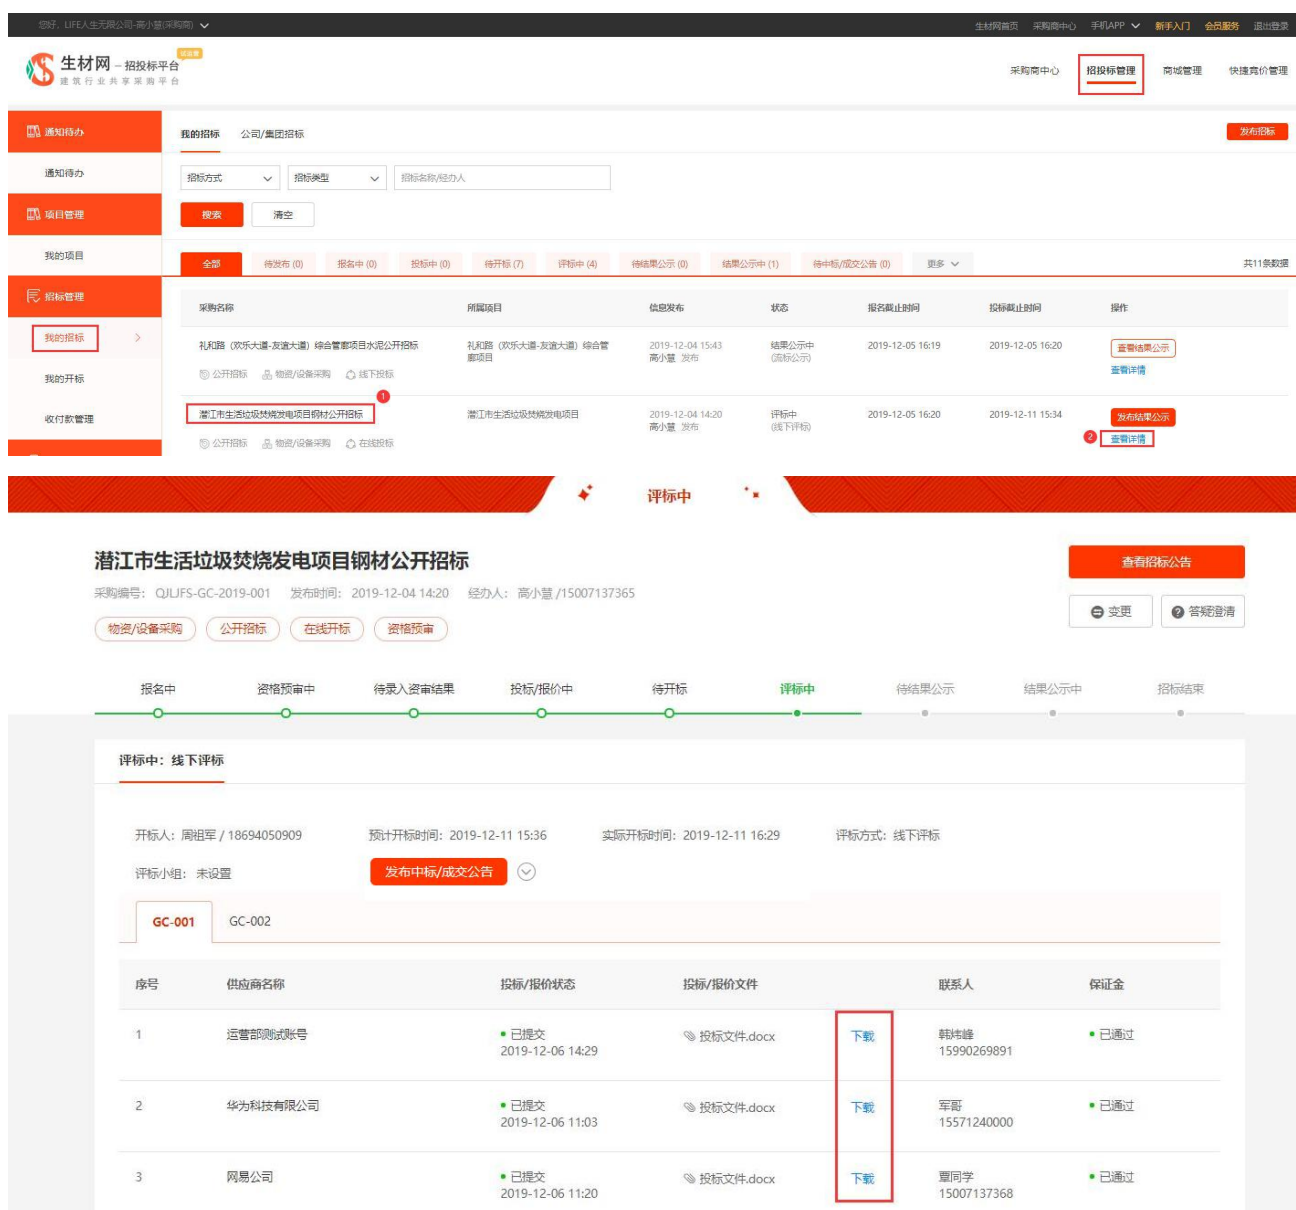 您好, LIFE人生无限公司-高小慧(采购商)
生材网首页 采购商中心 手机APP 新手入门 会员服务 退出登录
生材网 – 招投标平台 试运营
建筑行业共享采购平台
采购商中心 招投标管理 商城管理 快捷竞价管理
通知待办
我的招标 公司/集团招标 发布招标
通知待办
招标方式 招标类型 招标名称/经办人
项目管理
搜索 清空
我的项目
全部 待发布 (0) 报名中 (0) 投标中 (0) 待开标 (7) 评标中 (4) 待结果公示 (0) 结果公示中 (1) 待中标/成交公告 (0) 更多 共11条数据
招标管理
采购名称 所属项目 信息发布 状态 报名截止时间 投标截止时间 操作
我的招标
礼和路（欢乐大道-友谊大道）综合管廊项目水泥公开招标 礼和路（欢乐大道-友谊大道）综合管 2019-12-04 15:43 结果公示中 2019-12-05 16:19 2019-12-05 16:20 查看结果公示
廊项目 高小慧 发布 (流标公示)
公开招标 物资/设备采购 线下投标 查看详情
我的开标
1
收付款管理
潜江市生活垃圾焚烧发电项目钢材公开招标 潜江市生活垃圾焚烧发电项目 2019-12-04 14:20 评标中 2019-12-05 16:20 2019-12-11 15:34 发布结果公示
高小慧 发布 (线下评标)
公开招标 物资/设备采购 在线投标 2 查看详情
评标中
潜江市生活垃圾焚烧发电项目钢材公开招标 查看招标公告
采购编号： QJLJFS-GC-2019-001 发布时间： 2019-12-04 14:20 经办人： 高小慧 /15007137365
变更 答疑澄清
物资/设备采购 公开招标 在线开标 资格预审
报名中 资格预审中 待录入资审结果 投标/报价中 待开标 评标中 待结果公示 结果公示中 招标结束
评标中：线下评标
开标人：周祖军 / 18694050909 预计开标时间：2019-12-11 15:36 实际开标时间：2019-12-11 16:29 评标方式：线下评标
评标小组：未设置 发布中标/成交公告
GC-001 GC-002
序号 供应商名称 投标/报价状态 投标/报价文件 联系人 保证金
1 运营部测试账号 已提交 投标文件.docx 下载 韩炜峰 已通过
2019-12-06 14:29 15990269891
2 华为科技有限公司 已提交 投标文件.docx 下载 军哥 已通过
2019-12-06 11:03 15571240000
3 网易公司 已提交 投标文件.docx 下载 覃同学 已通过
2019-12-06 11:20 15007137368